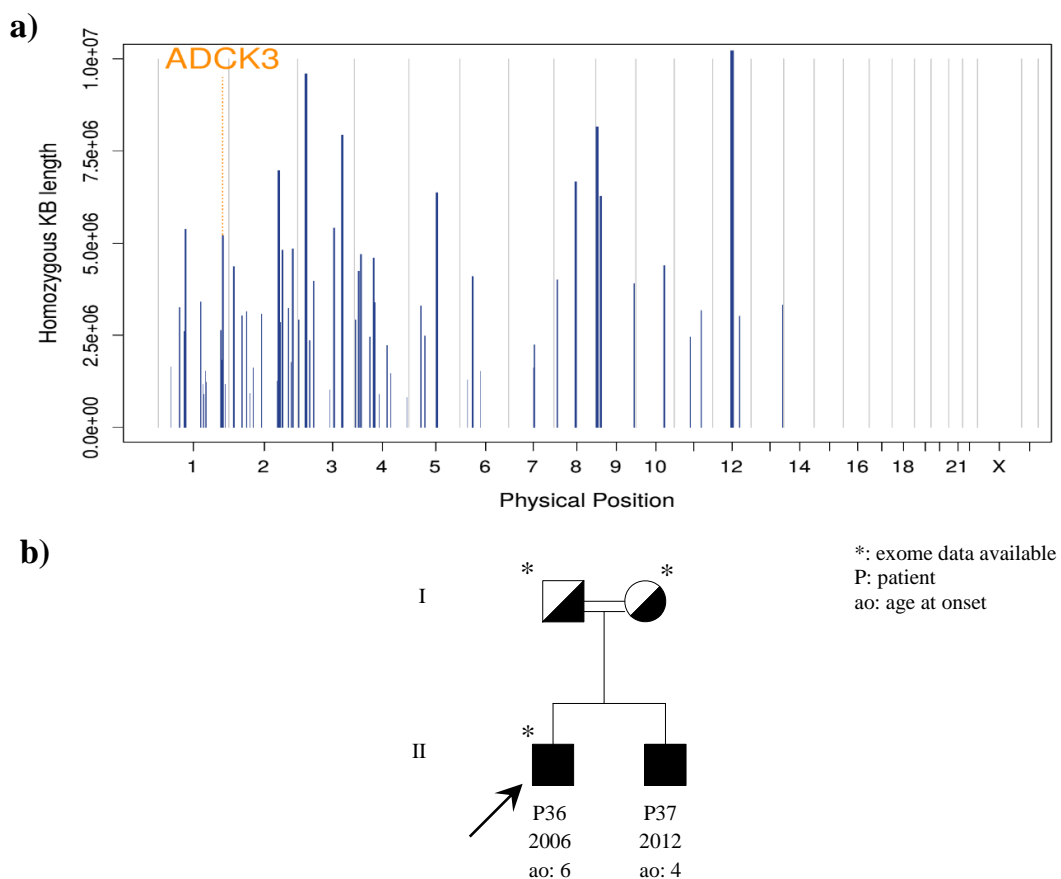 a)
ADCK3
Homozygous KB length
1.0e+07
7.5e+06
5.0e+06
2.5e+06
0.0e+00
1 2 3 4 5 6 7 8 9 10 12 14 16 18 21 X
Physical Position
b)
*: exome data available
P: patient
ao: age at onset
* *
I
*
II
P36 P37
2006 2012
ao: 6 ao: 4